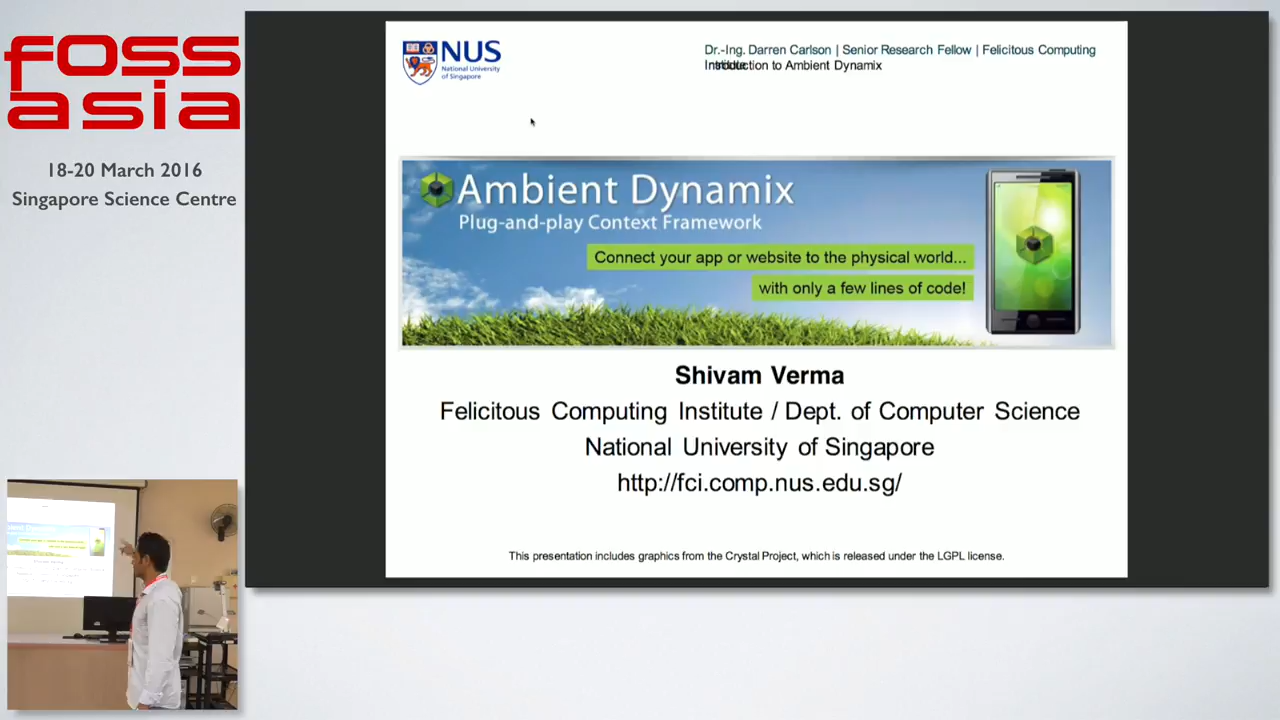 FOSS
ASIA
18-20 March 2016
Singapore Science Centre
NUS
National University
of Singapore
Dr.-Ing. Darren Carlson | Senior Research Fellow | Felicitous Computing
Institute
Introduction to Ambient Dynamix
Ambient Dynamix
Plug-and-play Context Framework
Connect your app or website to the physical world...
with only a few lines of code!
Shivam Verma
Felicitous Computing Institute / Dept. of Computer Science
National University of Singapore
http://fci.comp.nus.edu.sg/
This presentation includes graphics from the Crystal Project, which is released under the LGPL license.